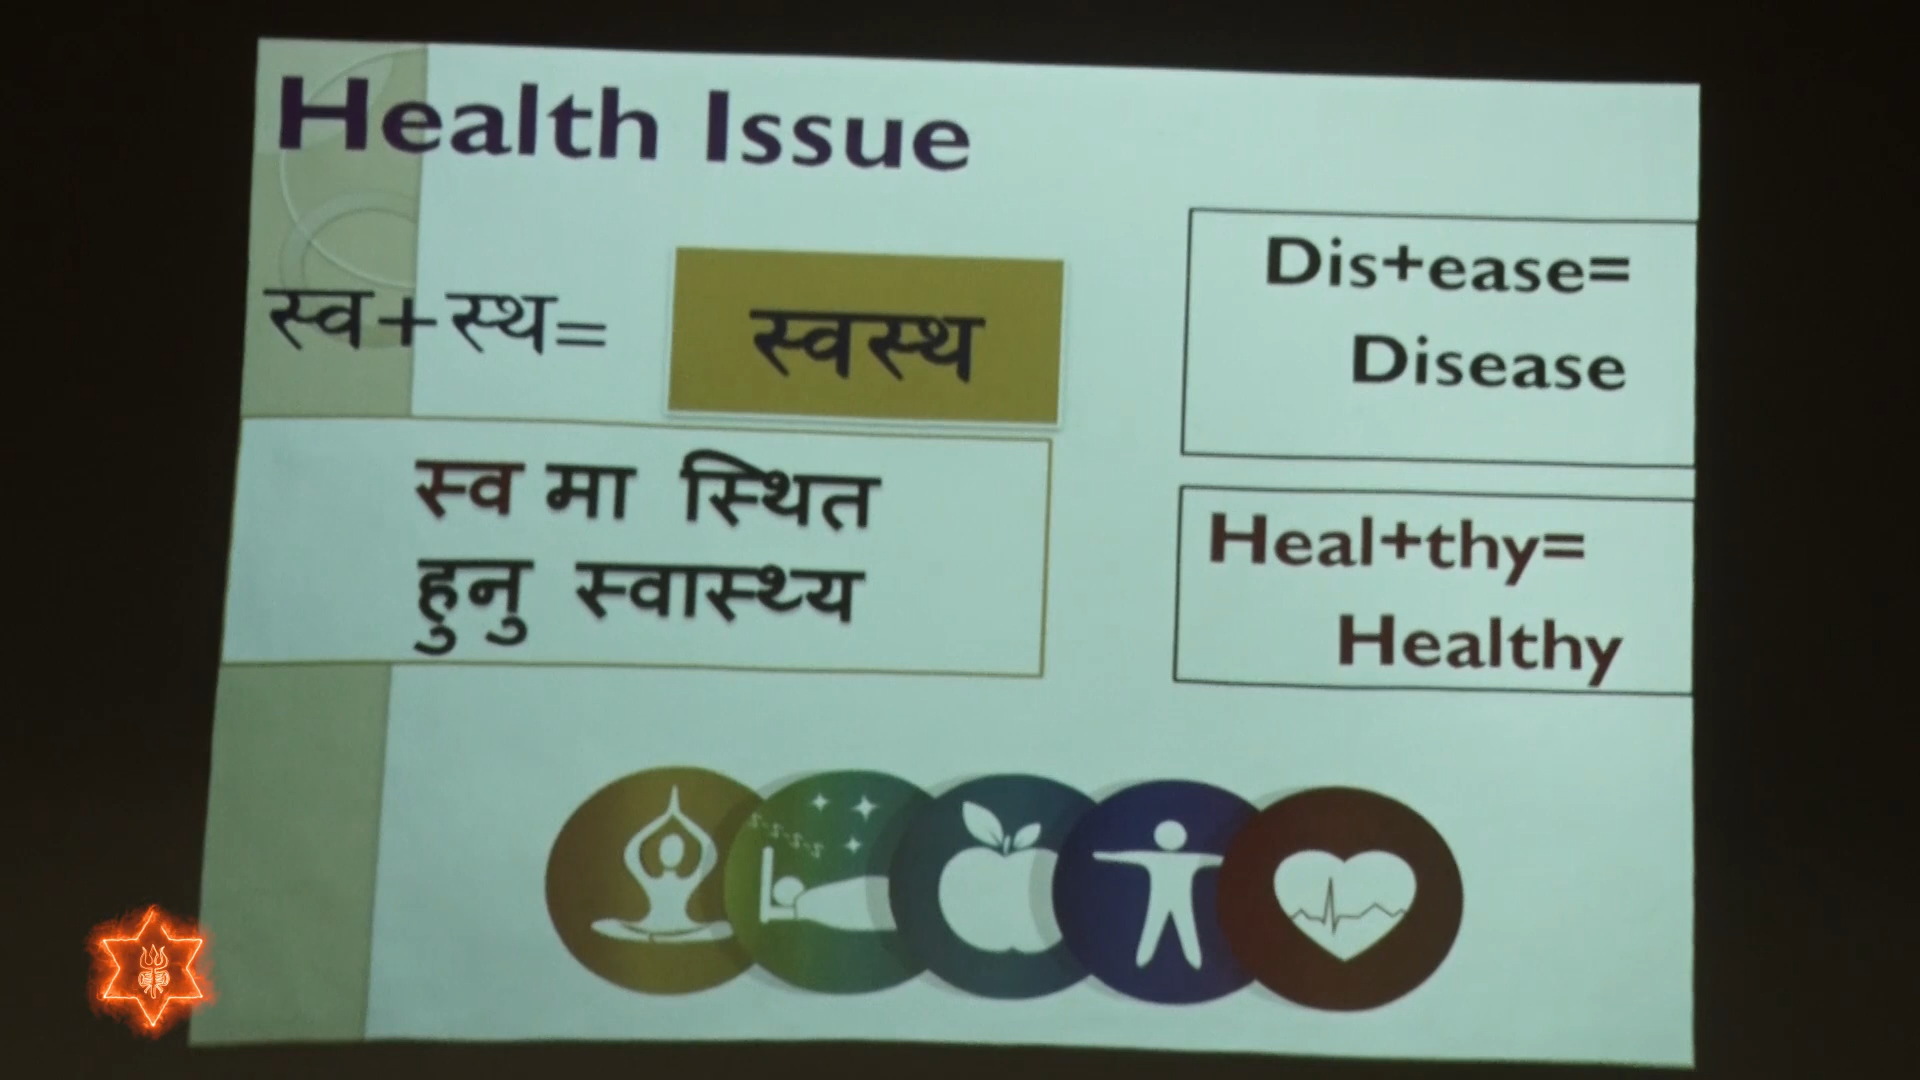 Health Issue
स्व+स्थ=
स्वस्थ
स्व मा स्थित
हुनु स्वास्थ्य
Dis+ease=
Disease
Heal+thy=
Healthy
z-z-z-z